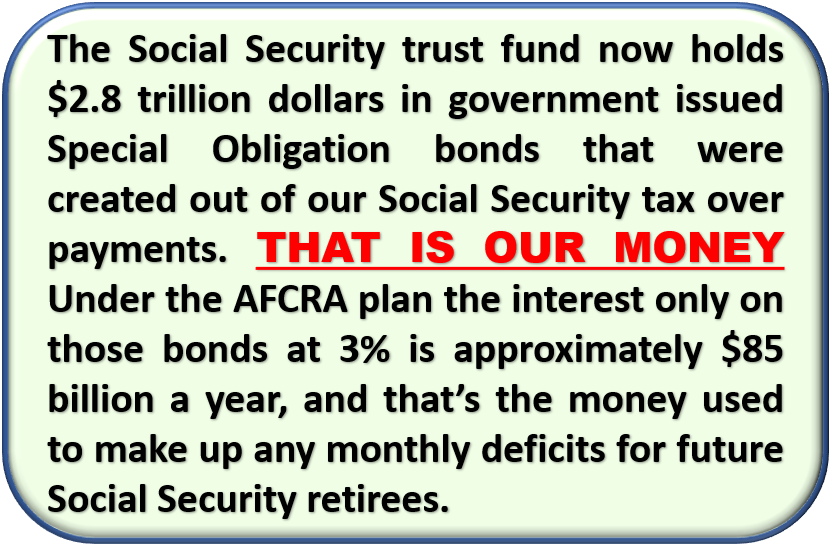 The Social Security trust fund now holds
$2.8 trillion dollars in government issued
Special Obligation bonds that were
created out of our Social Security tax over
payments. THAT IS OUR MONEY
Under the AFCRA plan the interest only on
those bonds at 3% is approximately $85
billion a year, and that’s the money used
to make up any monthly deficits for future
Social Security retirees.